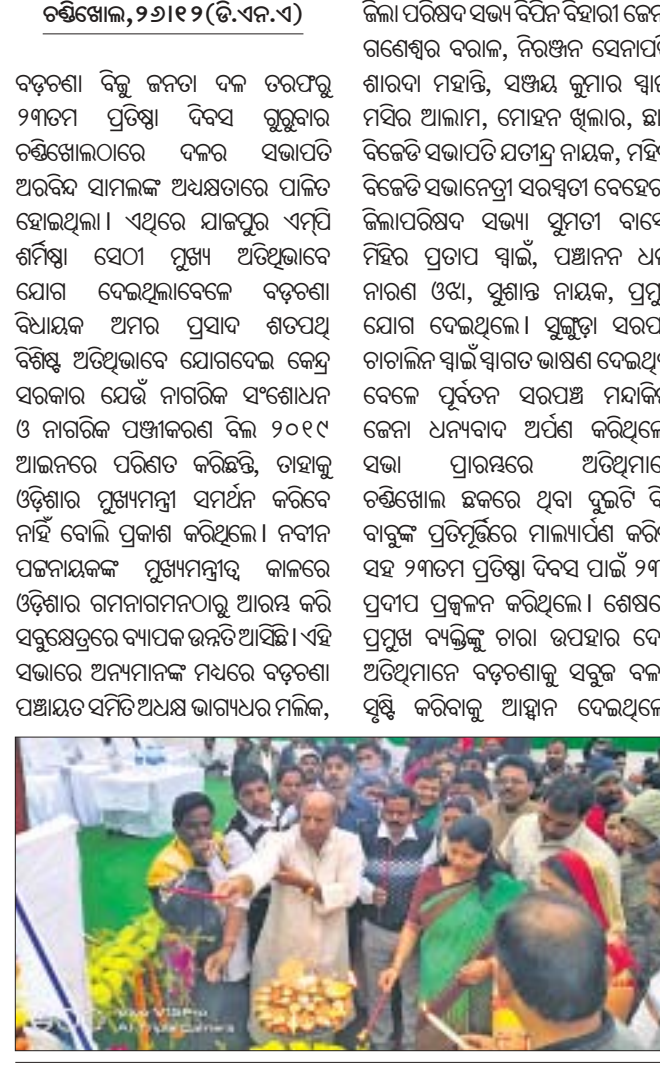 ଚଣ୍ଡିଖୋଲ,୨୬।୧୨(ଡି.ଏନ.ଏ)
ବଡ଼ଚଣା ବିଜୁ ଜନତା ଦଳ ତରଫରୁ
୨୩ତମ ପ୍ରତିଷ୍ଠା ଦିବସ ଗୁରୁବାର
ଚଣ୍ଡିଖୋଲଠାରେ ଦଳର ସଭାପତି
ଅରବିନ୍ଦ ସାମଲଙ୍କ ଅଧ୍ୟକ୍ଷତାରେ ପାଳିତ
ହୋଇଥିଲା। ଏଥିରେ ଯାଜପୁର ଏମ୍ପି
ଶର୍ମିଷ୍ଠା ସେଠୀ ମୁଖ୍ୟ ଅତିଥିଭାବେ
ଯୋଗ ଦେଇଥିଲାବେଳେ ବଡ଼ଚଣା
ବିଧାୟକ ଅମର ପ୍ରସାଦ ଶତପଥି
ବିଶିଷ୍ଟ ଅତିଥିଭାବେ ଯୋଗଦେଇ କେନ୍ଦ୍ର
ସରକାର ଯେଉଁ ନାଗରିକ ସଂଶୋଧନ
ଓ ନାଗରିକ ପଞ୍ଜୀକରଣ ବିଲ ୨୦୧୯
ଆଇନରେ ପରିଣତ କରିଛନ୍ତି, ତାହାକୁ
ଓଡ଼ିଶାର ମୁଖ୍ୟମନ୍ତ୍ରୀ ସମର୍ଥନ କରିବେ
ନାହିଁ ବୋଲି ପ୍ରକାଶ କରିଥିଲେ। ନବୀନ
ପଟ୍ଟନାୟକଙ୍କ ମୁଖ୍ୟମନ୍ତ୍ରୀତ୍ୱ କାଳରେ
ଓଡ଼ିଶାର ଗମନାଗମନଠାରୁ ଆରମ୍ଭ କରି
ସବୁକ୍ଷେତ୍ରରେ ବ୍ୟାପକ ଉନ୍ନତି ଆସିଛି। ଏହି
ସଭାରେ ଅନ୍ୟମାନଙ୍କ ମଧ୍ୟରେ ବଡ଼ଚଣା
ପଞ୍ଚାୟତ ସମିତି ଅଧକ୍ଷ ଭାଗ୍ୟଧର ମଲିକ,
ଜିଲା ପରିଷଦ ସଭ୍ୟ ବିପିନ ବିହାରୀ ଜେନା
ଗଣେଶ୍ୱର ବରାଳ, ନିରଞ୍ଜନ ସେନାପତି
ଶାରଦା ମହାନ୍ତି, ସଞ୍ଜୟ କୁମାର
ମସିର ଆଲାମ, ମୋହନ ଖିଲାର,
ବିଜେଡି ସଭାପତି ଯତୀନ୍ଦ୍ର ନାୟକ,
ବିଜେଡି ସଭାନେତ୍ରୀ ସରସ୍ୱତୀ ବେହେରା
ଜିଲାପରିଷଦ ସଭ୍ୟା ସୁମତୀ
ମିହିର ପ୍ରତାପ ସ୍ୱାଇଁ, ପଞ୍ଚାନନ
ନାରଣ ଓଝା, ସୁଶାନ୍ତ ନାୟକ,
ଯୋଗ ଦେଇଥିଲେ। ସୁଙ୍ଗୁଡ଼ା
ଚାଚାଲିନ ସ୍ୱାଇଁ ସ୍ୱାଗତ ଭାଷଣ
ବେଳେ ପୂର୍ବତନ ସରପଞ୍ଚ
ଜେନା ଧନ୍ୟବାଦ ଅର୍ପଣ କରିଥିଲେ
ସଭା ପ୍ରାରମ୍ଭରେ
ଚଣ୍ଡିଖୋଲ ଛକରେ ଥିବା ଦୁଇଟି
ବାବୁଙ୍କ ପ୍ରତିମୂର୍ତ୍ତିରେ ମାଲ୍ୟାର୍ପଣ
ସହ ୨୩ତମ ପ୍ରତିଷ୍ଠା ଦିବସ ପାଇଁ
ପ୍ରଦୀପ ପ୍ରଜ୍ୱଳନ କରିଥିଲେ।
ପ୍ରମୁଖ ବ୍ୟକ୍ତିଙ୍କୁ ଚାରା ଉପହାର
ଅତିଥିମାନେ ବଡ଼ଚଣାକୁ ସବୁଜ
ସୃଷ୍ଟି କରିବାକୁ ଆହ୍ୱାନ ଦେଇଥିଲେ
Vivo V15Pro
AI Triple Camera